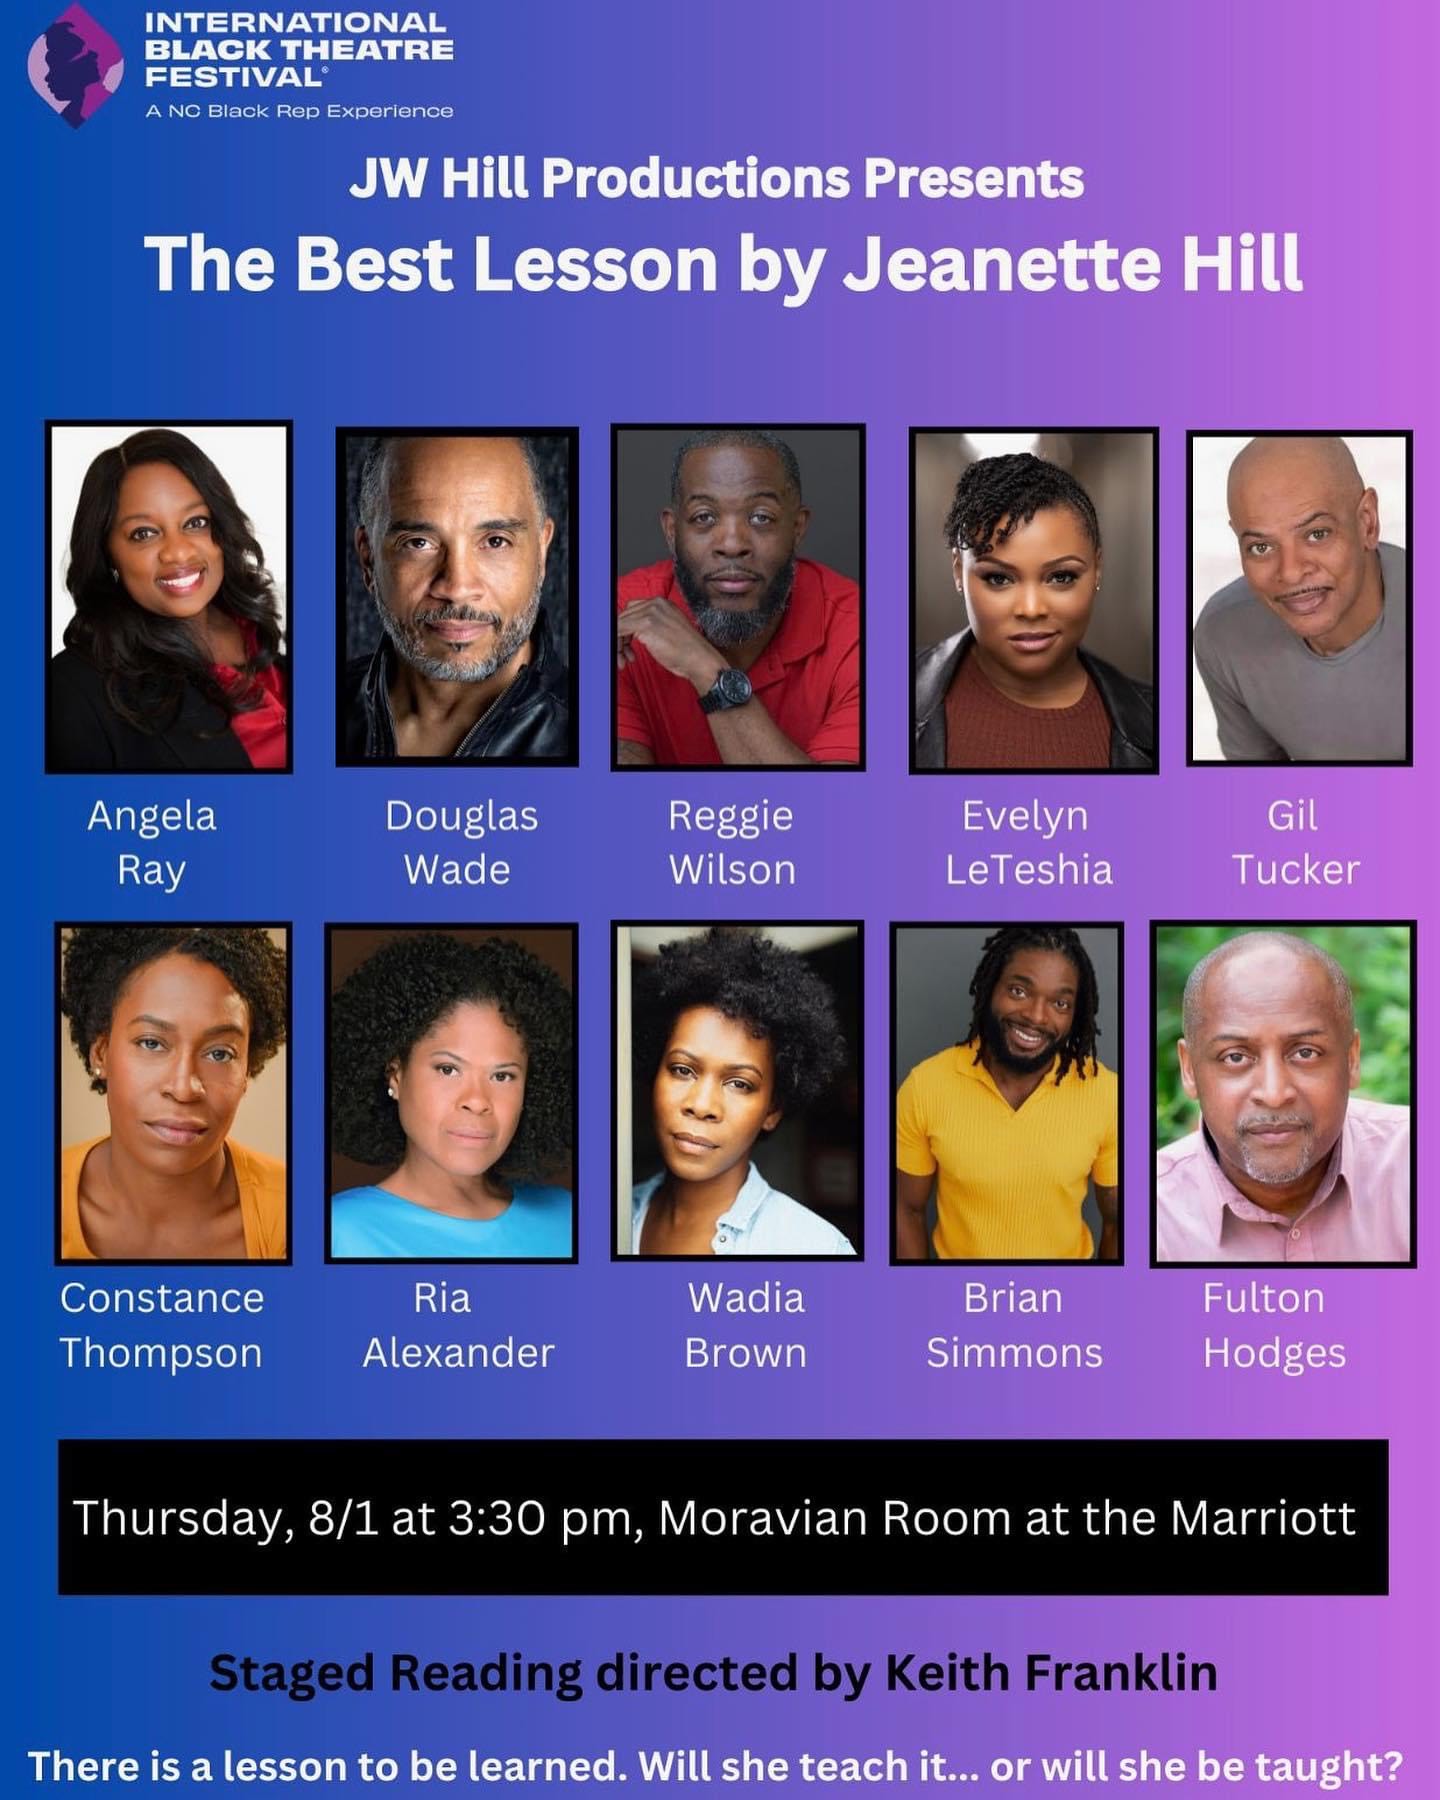 INTERNATIONAL
BLACK THEATRE
FESTIVAL®
A NC Black Rep Experience
JW Hill Productions Presents
The Best Lesson by Jeanette Hill
Angela
Ray
Douglas
Wade
Reggie
Wilson
Evelyn
LeTeshia
Gil
Tucker
Constance
Thompson
Ria
Alexander
Wadia
Brown
Brian
Simmons
Fulton
Hodges
Thursday, 8/1 at 3:30 pm, Moravian Room at the Marriott
Staged Reading directed by Keith Franklin
There is a lesson to be learned. Will she teach it... or will she be taught?